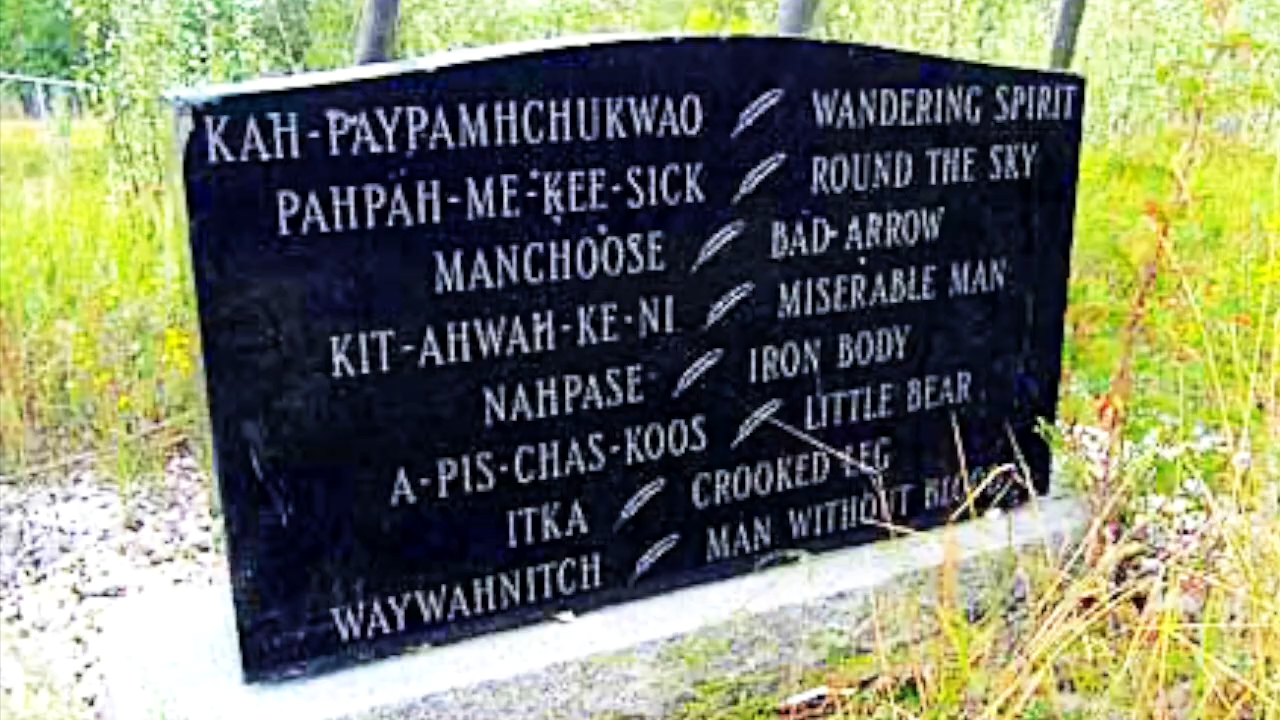 KAH-PAYPAMHCHUKWAO WANDERING SPIRIT
PAHPAH-ME-KEE-SICK ROUND THE SKY
MANCHOOSE BAD ARROW
KIT-AHWAH-KE-NI MISERABLE MAN
NAHPASE IRON BODY
A-PIS-CHAS-KOOS LITTLE BEAR
ITKA CROOKED LEG
WAYWAHNITCH MAN WITHOUT